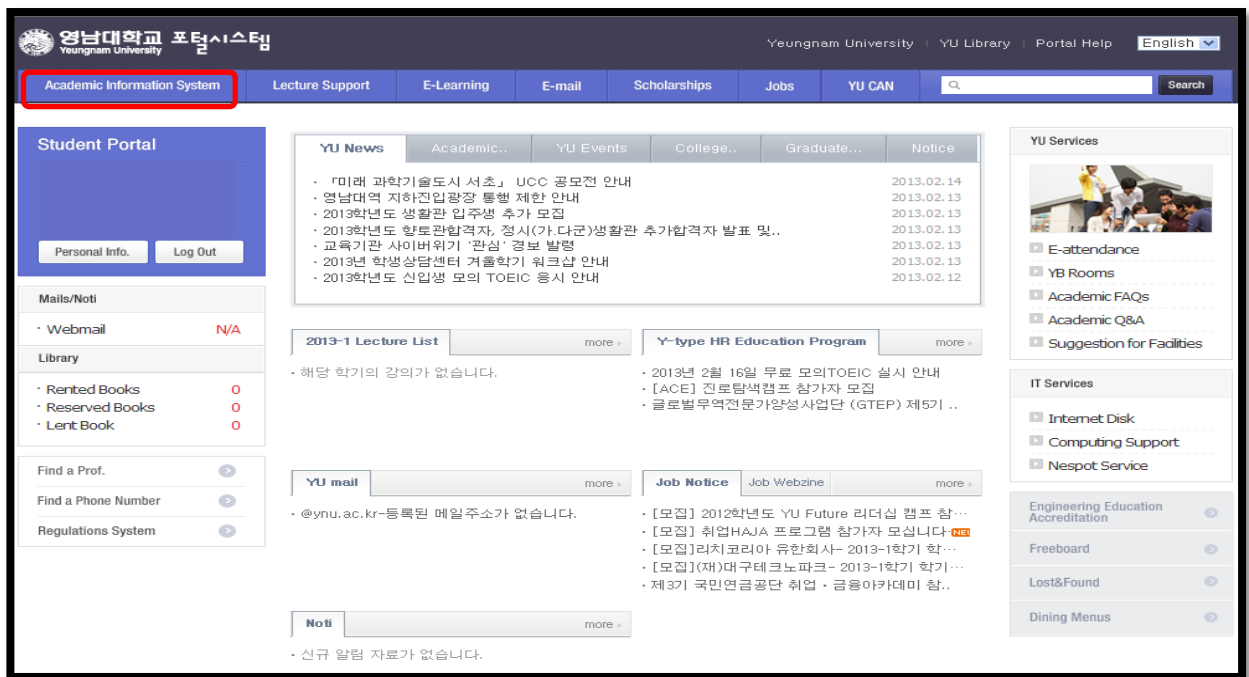 영남대학교 포털시스템
Yeungnam University
Yeungnam University | YU Library | Portal Help English
Academic Information System Lecture Support E-Learning E-mail Scholarships Jobs YU CAN Search
Student Portal
Personal Info. Log Out
Mails/Noti
· Webmail N/A
Library
· Rented Books 0
· Reserved Books 0
· Lent Book 0
Find a Prof.
Find a Phone Number
Regulations System
YU News Academic.. YU Events College.. Graduate... Notice
· 「미래 과학기술도시 서초」 UCC 공모전 안내 2013.02.14
· 영남대역 지하진입광장 통행 제한 안내 2013.02.13
· 2013학년도 생활관 입주생 추가 모집 2013.02.13
· 2013학년도 향토관합격자, 정시(가.다군)생활관 추가합격자 발표 및.. 2013.02.13
· 교육기관 사이버위기 '관심' 경보 발령 2013.02.13
· 2013년 학생상담센터 겨울학기 워크샵 안내 2013.02.13
· 2013학년도 신입생 모의 TOEIC 응시 안내 2013.02.12
2013-1 Lecture List more
· 해당 학기의 강의가 없습니다.
Y-type HR Education Program more
· 2013년 2월 16일 무료 모의TOEIC 실시 안내
· [ACE] 진로탐색캠프 참가자 모집
· 글로벌무역전문가양성사업단 (GTEP) 제5기 ..
YU mail more
· @ynu.ac.kr-등록된 메일주소가 없습니다.
Job Notice Job Webzine more
· [모집] 2012학년도 YU Future 리더십 캠프 참…
· [모집] 취업HAJA 프로그램 참가자 모십니다 NEW
· [모집]리치코리아 유한회사- 2013-1학기 학…
· [모집](재)대구테크노파크- 2013-1학기 학기…
· 제3기 국민연금공단 취업·금융아카데미 참..
Noti more
· 신규 알림 자료가 없습니다.
YU Services
E-attendance
YB Rooms
Academic FAQs
Academic Q&A
Suggestion for Facilities
IT Services
Internet Disk
Computing Support
Nespot Service
Engineering Education
Accreditation
Freeboard
Lost&Found
Dining Menus